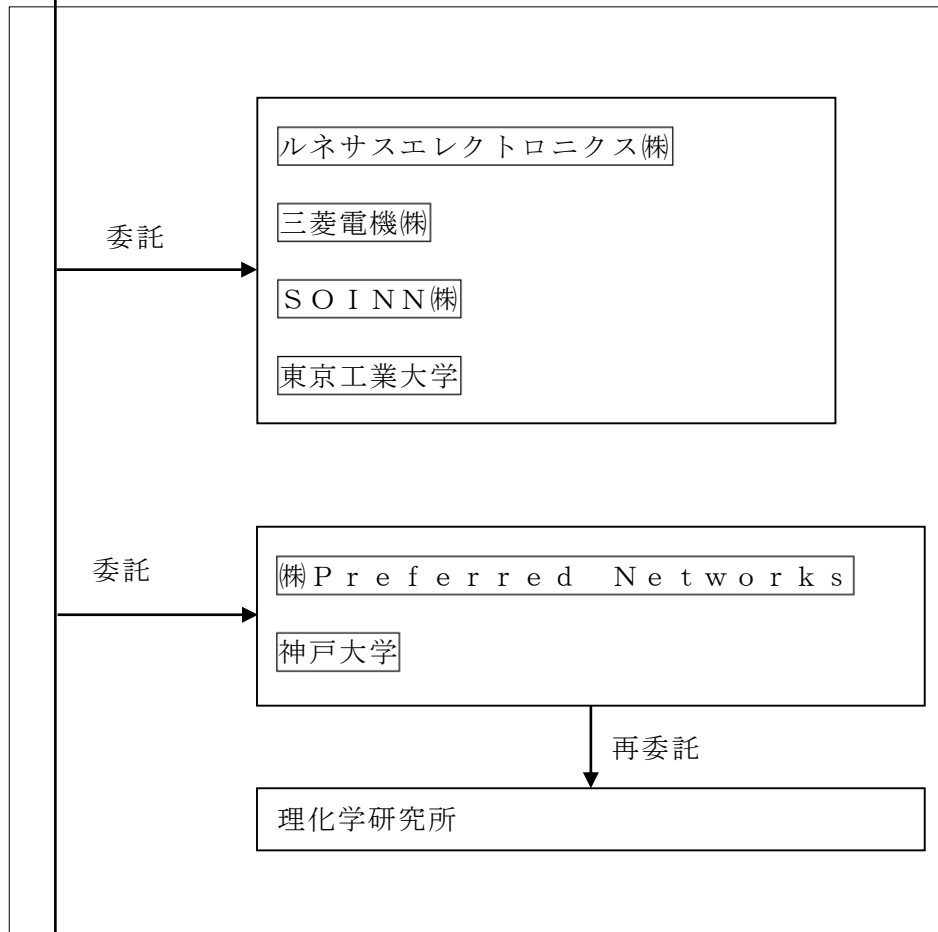 委託
ルネサスエレクトロニクス㈱
三菱電機㈱
ＳＯＩＮＮ㈱
東京工業大学
委託
㈱Ｐｒｅｆｅｒｒｅｄ　Ｎｅｔｗｏｒｋｓ
神戸大学
再委託
理化学研究所